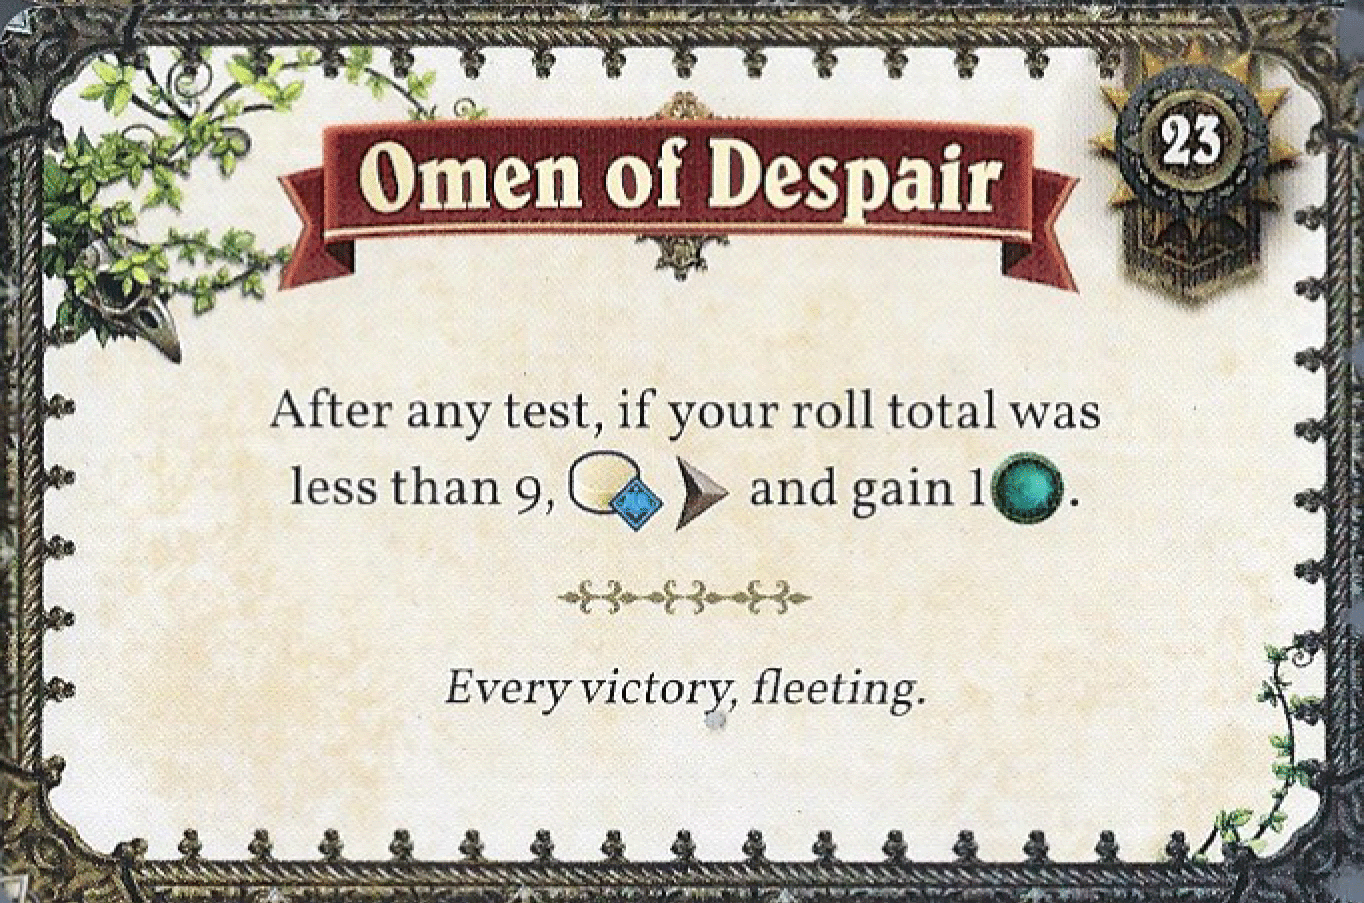 23
Omen of Despair
After any test, if your roll total was
less than 9, and gain 1.
Every victory, fleeting.